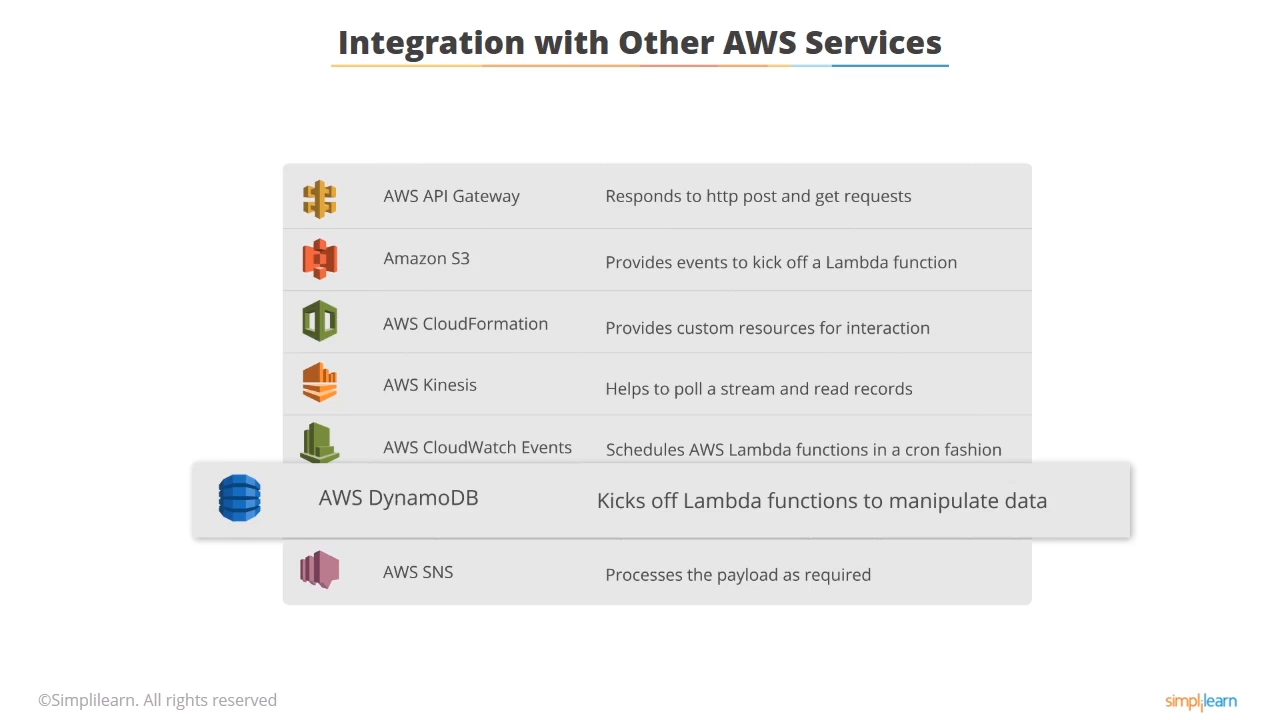 Integration with Other AWS Services
AWS API Gateway Responds to http post and get requests
Amazon S3 Provides events to kick off a Lambda function
AWS CloudFormation Provides custom resources for interaction
AWS Kinesis Helps to poll a stream and read records
AWS CloudWatch Events Schedules AWS Lambda functions in a cron fashion
AWS DynamoDB Kicks off Lambda functions to manipulate data
AWS SNS Processes the payload as required
©Simplilearn. All rights reserved
simplilearn